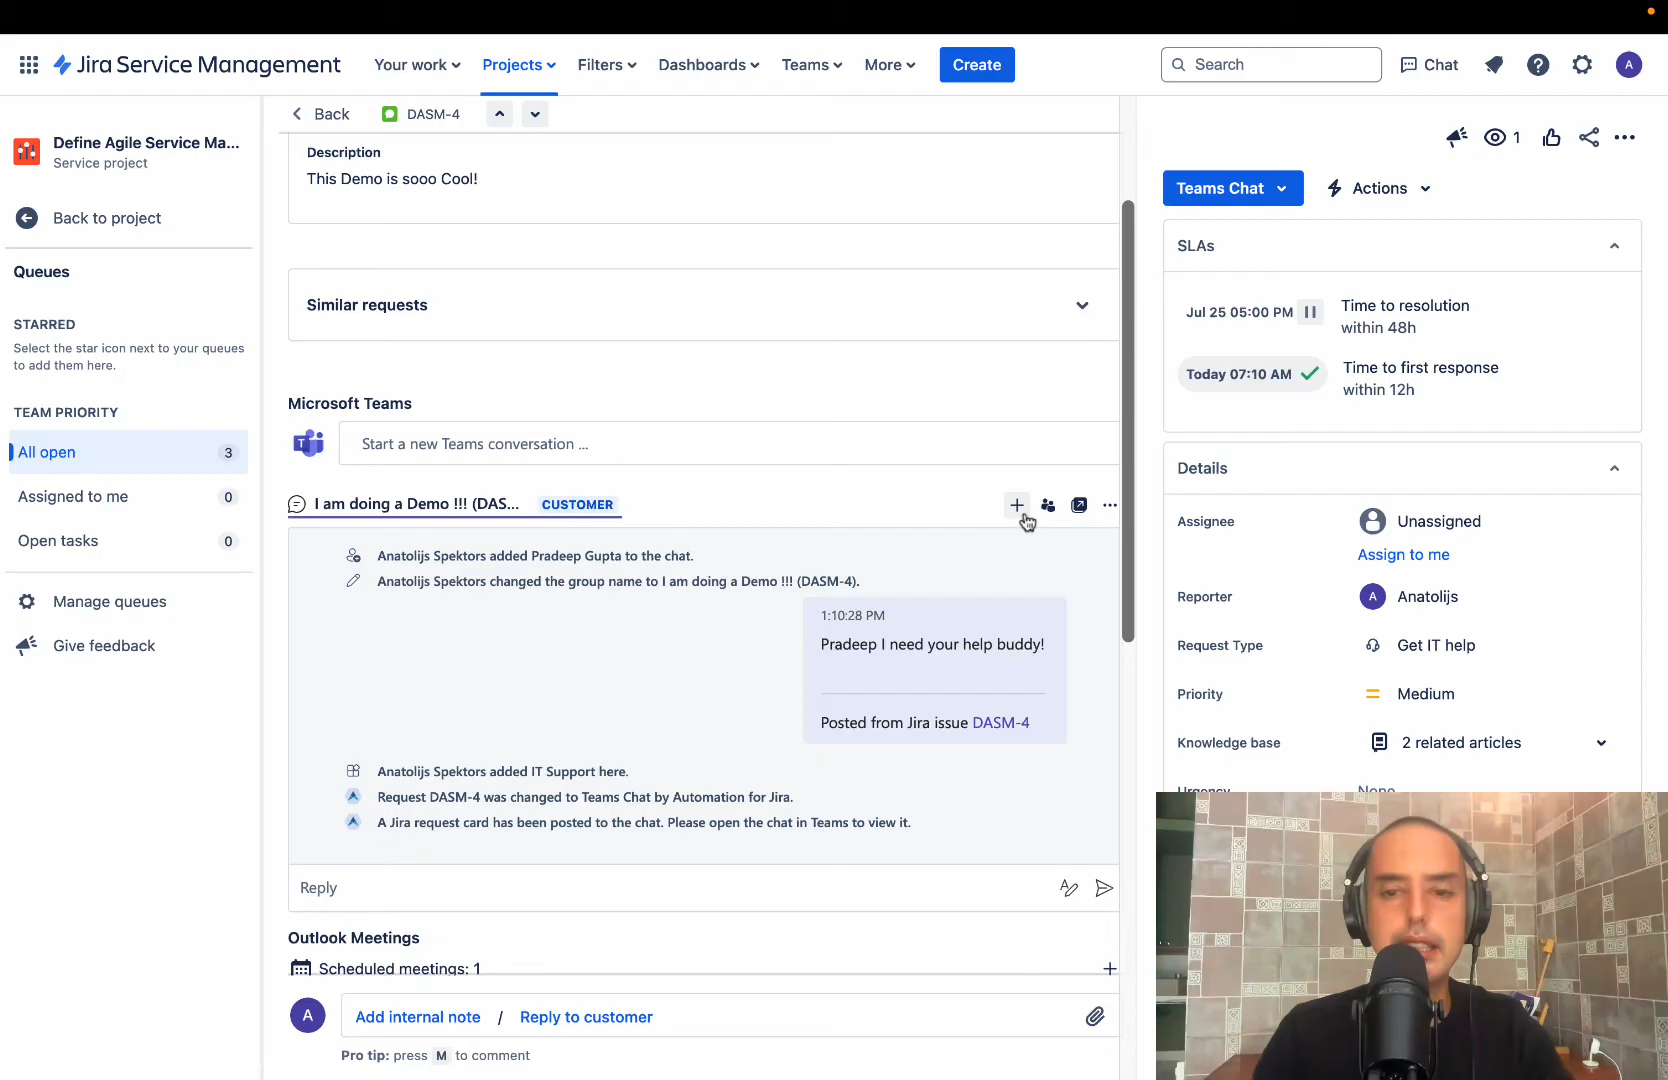 Jira Service Management
Your work
Projects
Filters
Dashboards
Teams
More
Create
Search
Chat
A
Define Agile Service Ma...
Service project
Back to project
Queues
STARRED
Select the star icon next to your queues
to add them here.
TEAM PRIORITY
All open 3
Assigned to me 0
Open tasks 0
Manage queues
Give feedback
Back
DASM-4
Description
This Demo is sooo Cool!
Similar requests
Microsoft Teams
T
Start a new Teams conversation ...
I am doing a Demo !!! (DAS... CUSTOMER
Anatolijs Spektors added Pradeep Gupta to the chat.
Anatolijs Spektors changed the group name to I am doing a Demo !!! (DASM-4).
1:10:28 PM
Pradeep I need your help buddy!
Posted from Jira issue DASM-4
Anatolijs Spektors added IT Support here.
Request DASM-4 was changed to Teams Chat by Automation for Jira.
A Jira request card has been posted to the chat. Please open the chat in Teams to view it.
Reply
Outlook Meetings
Scheduled meetings: 1
A
Add internal note / Reply to customer
Pro tip: press M to comment
1
Teams Chat
Actions
SLAs
Jul 25 05:00 PM
Time to resolution
within 48h
Today 07:10 AM
Time to first response
within 12h
Details
Assignee
Unassigned
Assign to me
Reporter
A
Anatolijs
Request Type
Get IT help
Priority
Medium
Knowledge base
2 related articles
Urgency
None